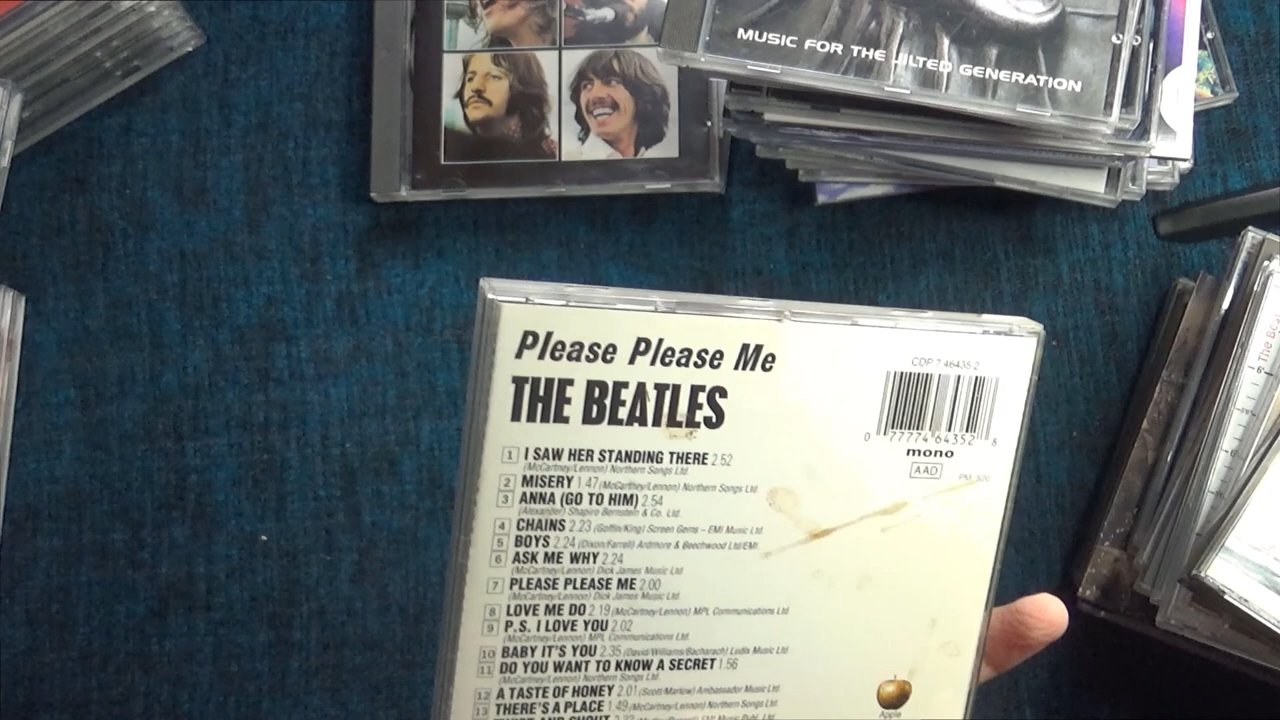 MUSIC FOR THE JILTED GENERATION
Please Please Me
THE BEATLES
CDP 7 46435 2
0 77774 64352 8
mono
AAD
PM 520
1 I SAW HER STANDING THERE 2.52
(McCartney/Lennon) Northern Songs Ltd.
2 MISERY 1.47 (McCartney/Lennon) Northern Songs Ltd.
3 ANNA (GO TO HIM) 2.54
(Alexander) Shapiro Bernstein & Co. Ltd.
4 CHAINS 2.23 (Goffin/King) Screen Gems – EMI Music Ltd.
5 BOYS 2.24 (Dixon/Farrell) Ardmore & Beechwood Ltd/EMI.
6 ASK ME WHY 2.24
(McCartney/Lennon) Dick James Music Ltd.
7 PLEASE PLEASE ME 2.00
(McCartney/Lennon) Dick James Music Ltd.
8 LOVE ME DO 2.19 (McCartney/Lennon) MPL Communications Ltd.
9 P.S. I LOVE YOU 2.02
(McCartney/Lennon) MPL Communications Ltd.
10 BABY IT'S YOU 2.35 (David/Williams/Bacharach) Ludix Music Ltd.
11 DO YOU WANT TO KNOW A SECRET 1.56
(McCartney/Lennon) Northern Songs Ltd.
12 A TASTE OF HONEY 2.01 (Scott/Marlow) Ambassador Music Ltd.
13 THERE'S A PLACE 1.49 (McCartney/Lennon) Northern Songs Ltd.
TWIST AND SHOUT
Apple